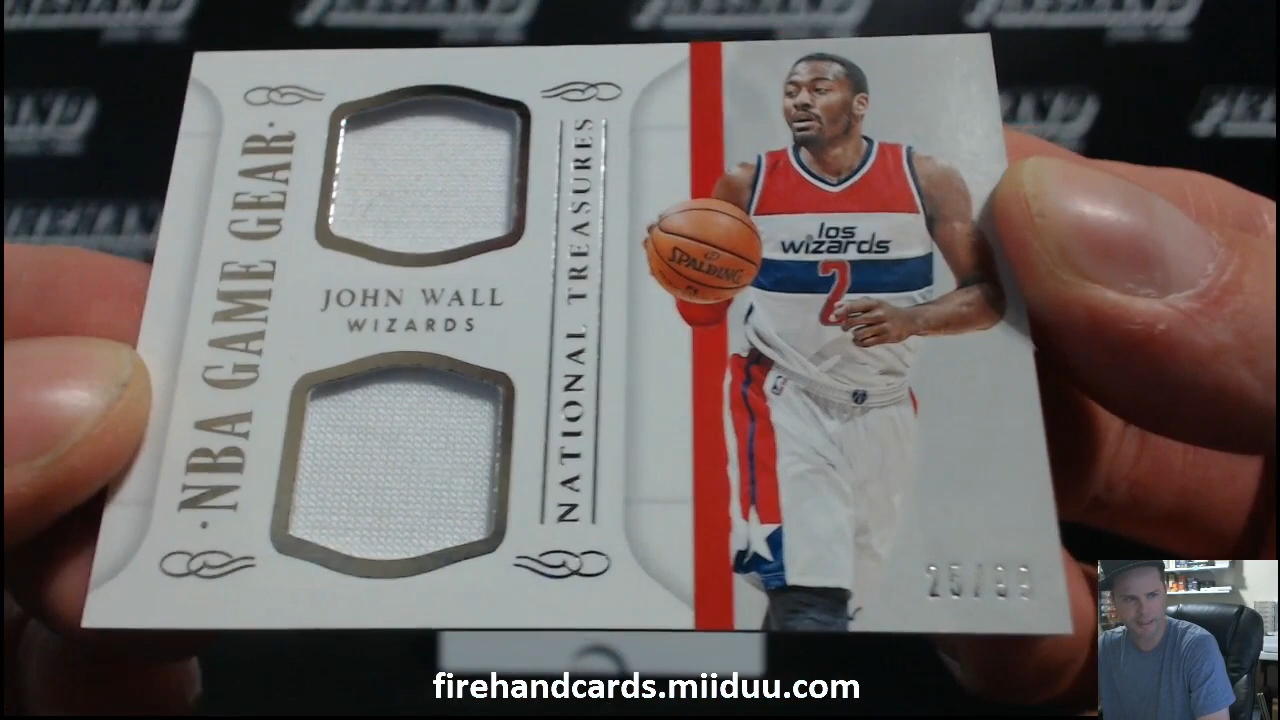 ·NBA GAME GEAR·
JOHN WALL
WIZARDS
NATIONAL TREASURES
SPALDING
los
wizards
2
firehandcards.miiduu.com